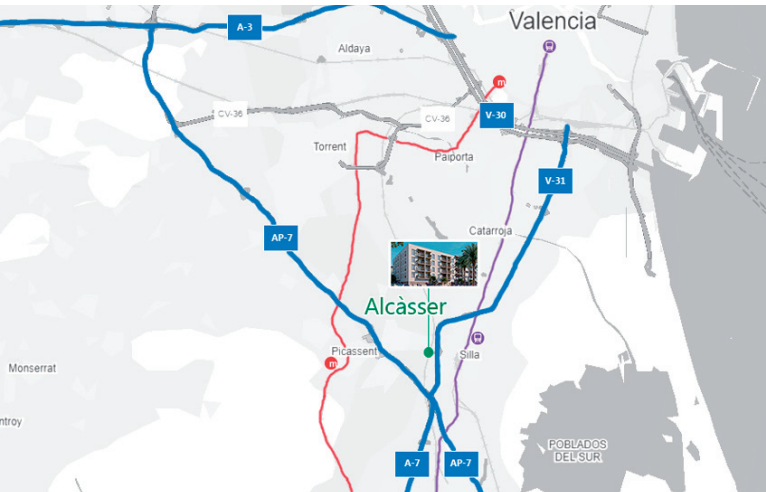 Valencia
A-3
Aldaya
m
CV-36
CV-36
V-30
Torrent
Paiporta
V-31
Catarroja
AP-7
Alcàsser
Picassent
Silla
m
Monserrat
ntroy
POBLADOS
DEL SUR
A-7
AP-7